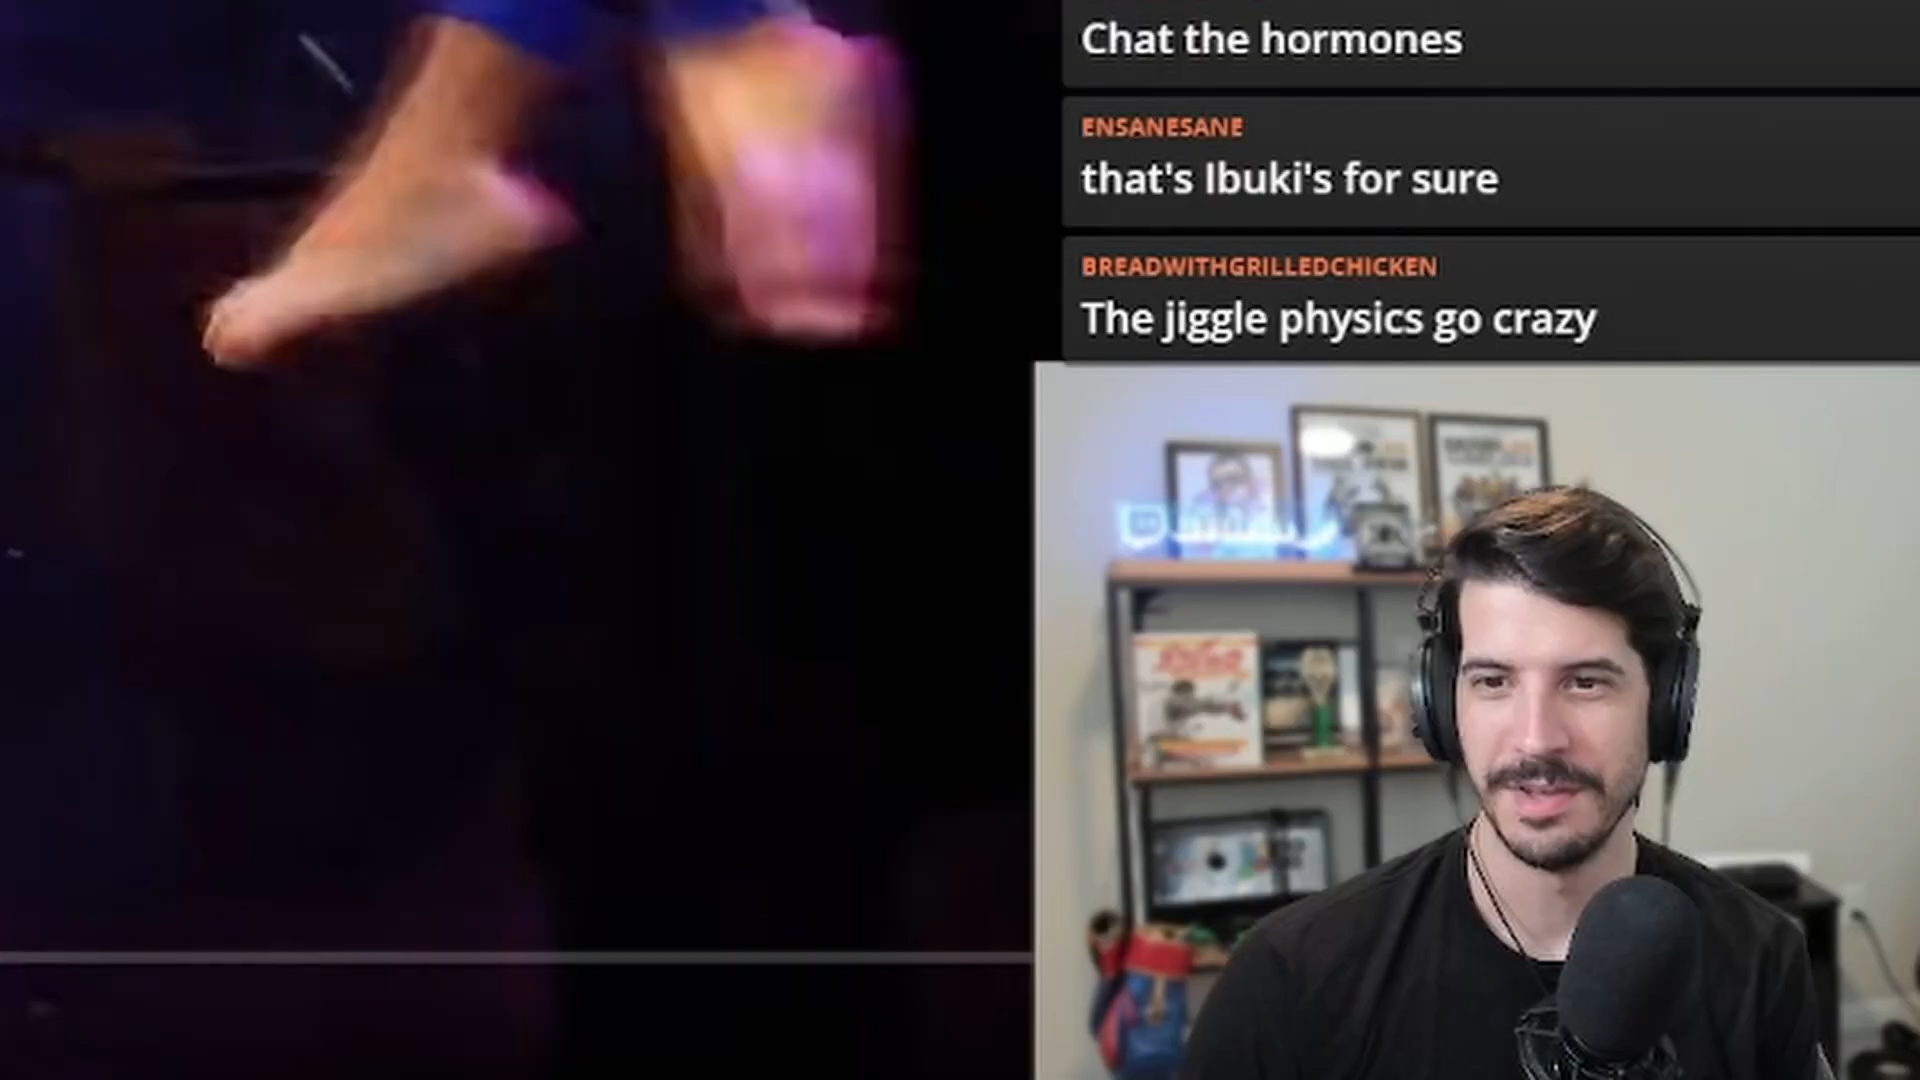 Chat the hormones
ENSANESANE
that's Ibuki's for sure
BREADWITHGRILLEDCHICKEN
The jiggle physics go crazy